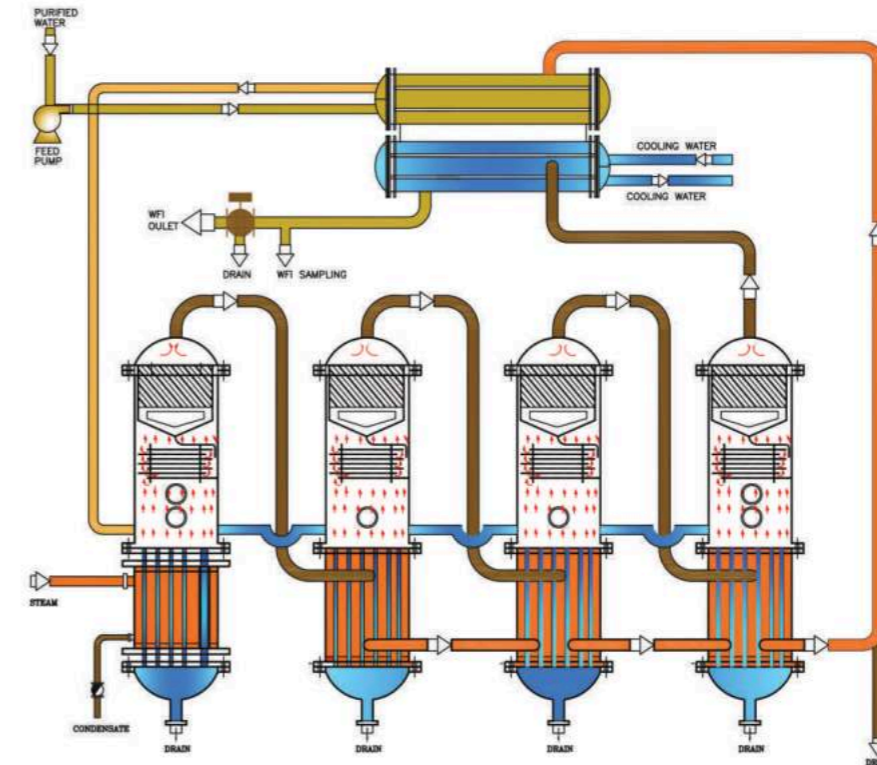 PURIFIED
WATER
FEED
PUMP
COOLING WATER
COOLING WATER
WFI
OULET
DRAIN
WFI SAMPLING
STEAM
CONDENSATE
DRAIN
DRAIN
DRAIN
DRAIN